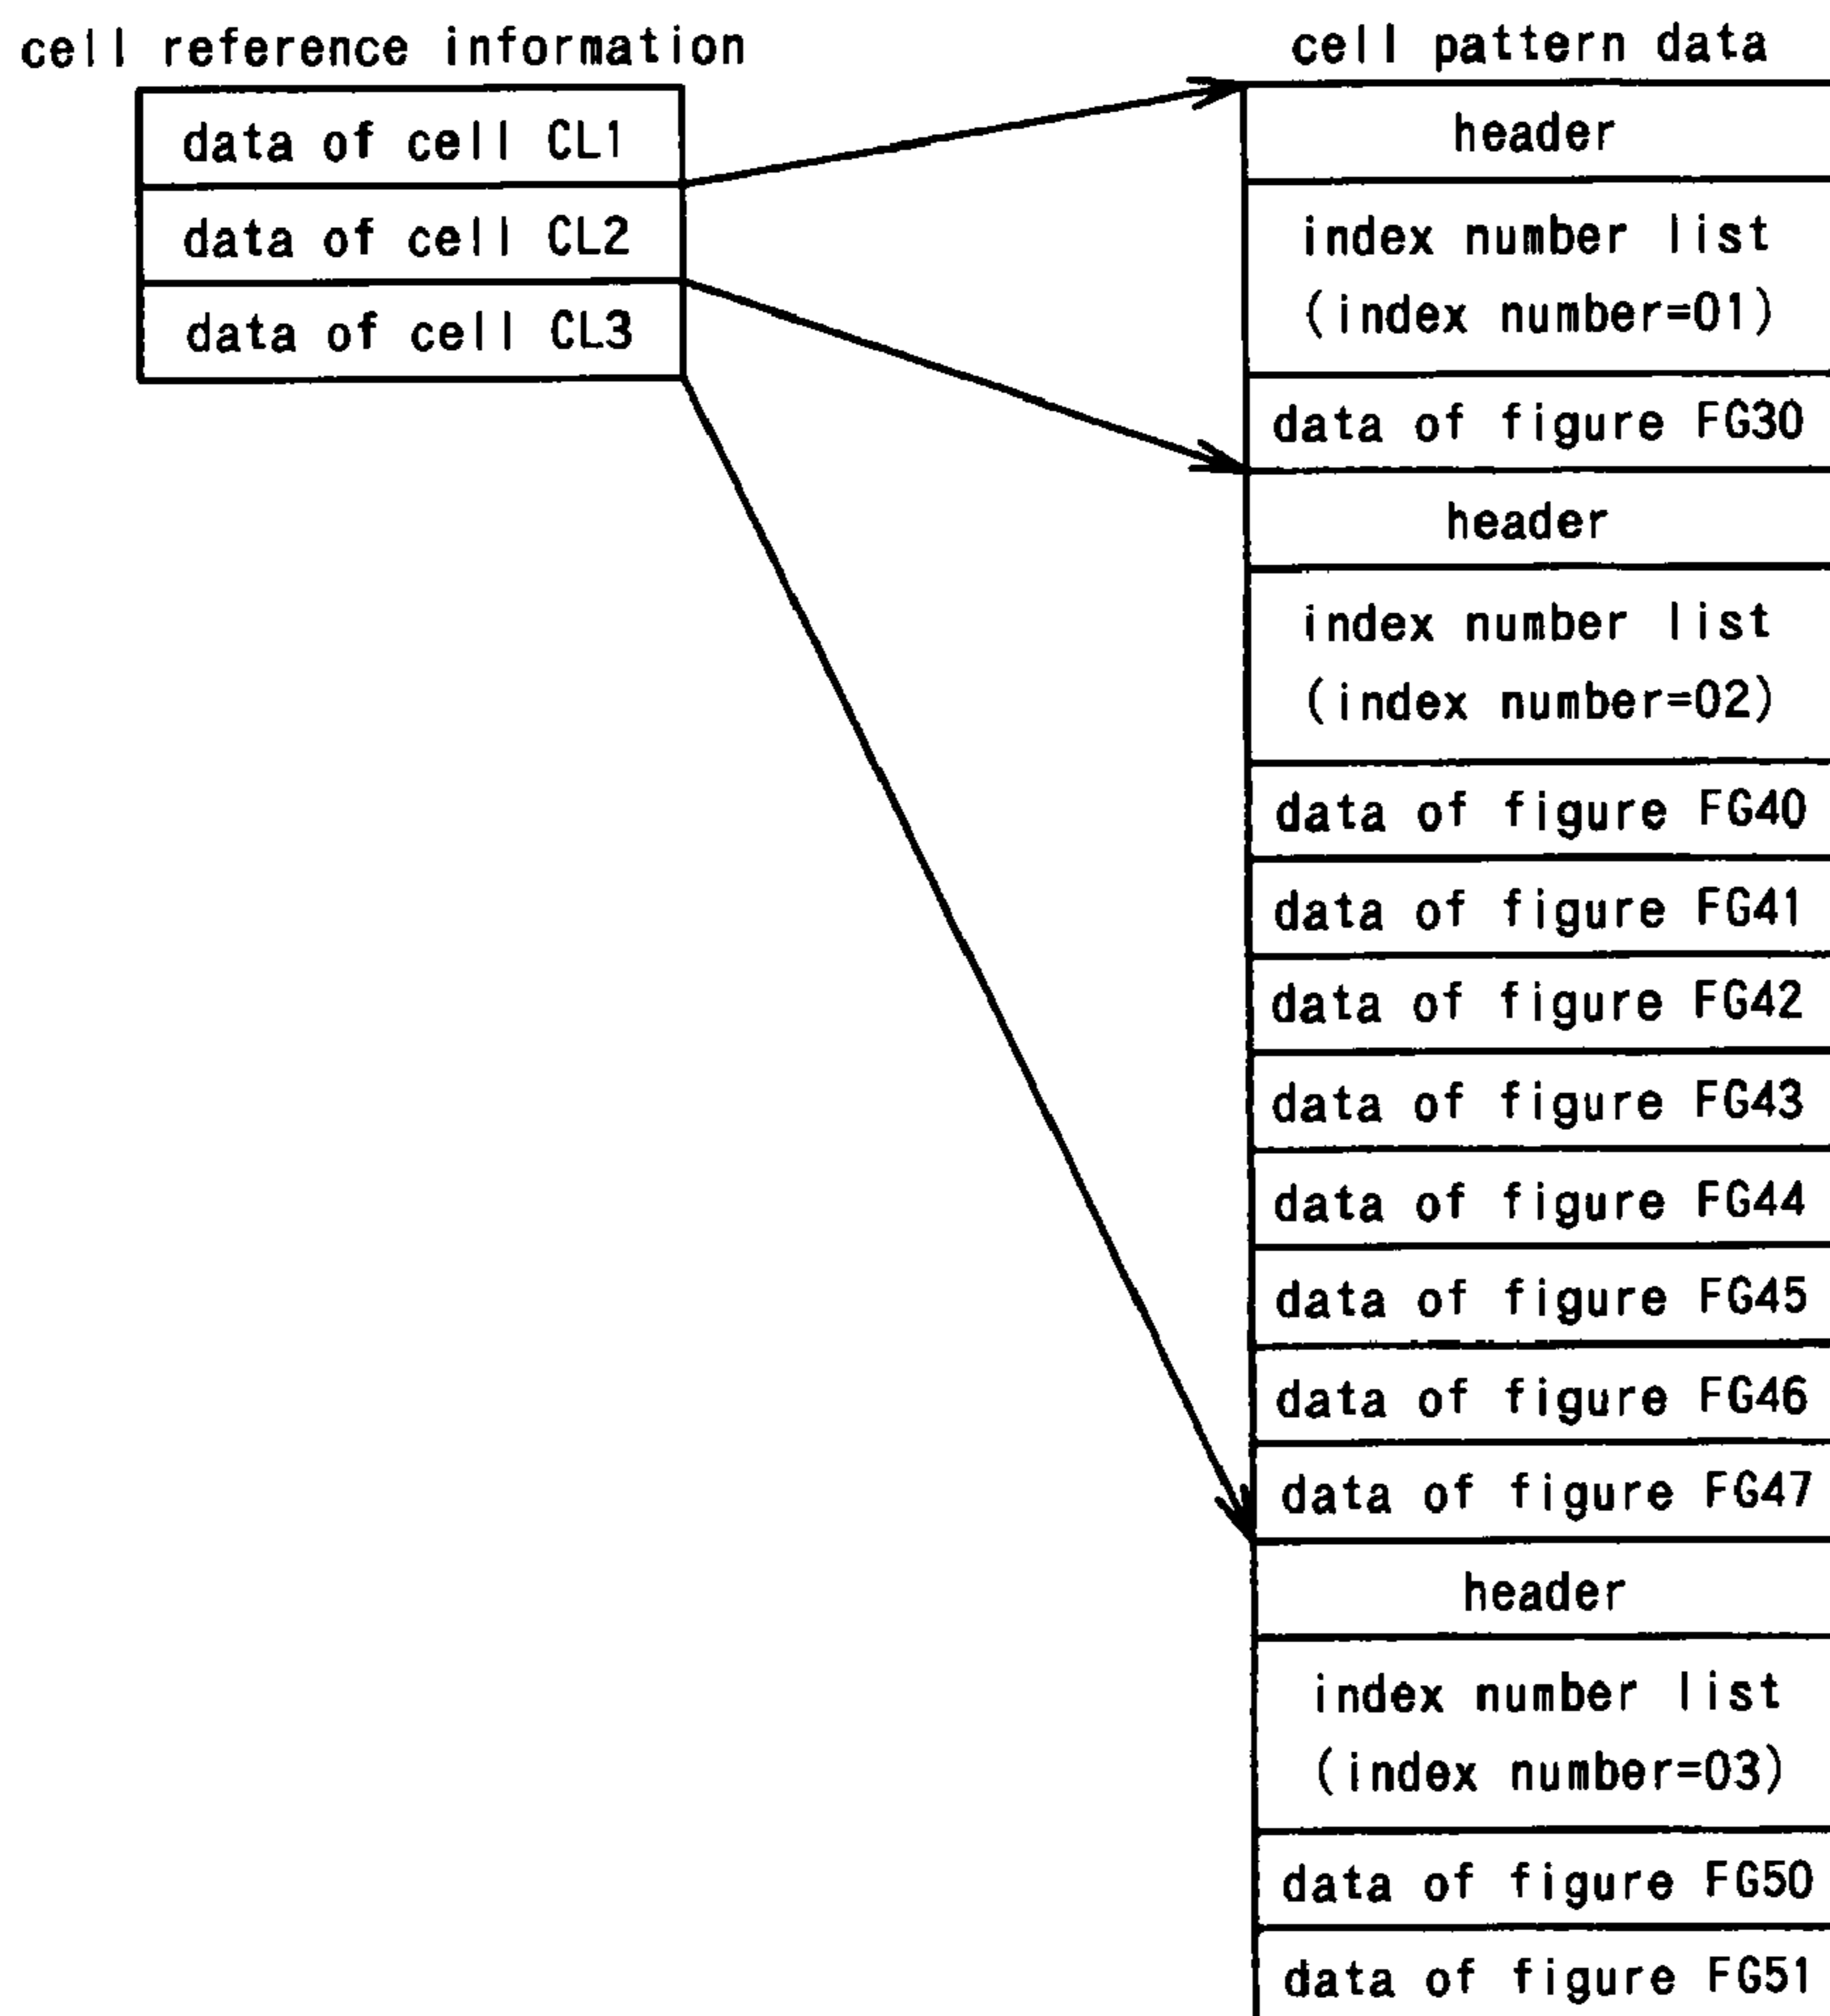 cell reference information
data of cell CL1
data of cell CL2
data of cell CL3
cell pattern data
header
index number list
(index number=01)
data of figure FG30
header
index number list
(index number=02)
data of figure FG40
data of figure FG41
data of figure FG42
data of figure FG43
data of figure FG44
data of figure FG45
data of figure FG46
data of figure FG47
header
index number list
(index number=03)
data of figure FG50
data of figure FG51